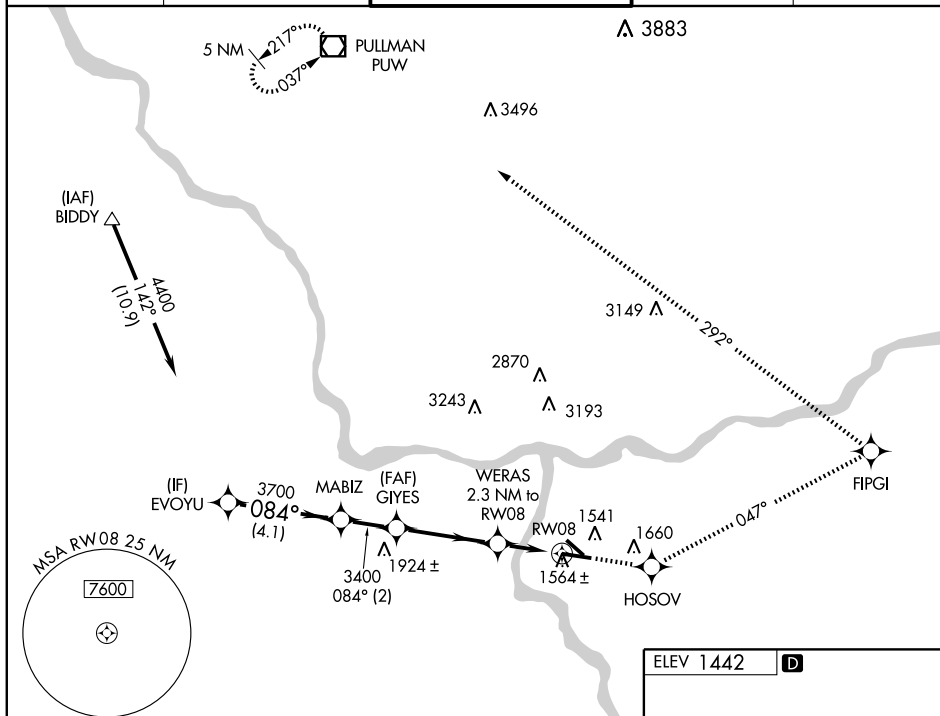 3883
5 NM
217°
037°
PULLMAN
PUW
3496
(IAF)
BIDDY
4400
142°
(10.9)
3149
292°
2870
3243
3193
(IF)
EVOYU
3700
084°
(4.1)
MABIZ
(FAF)
GIYES
WERAS
2.3 NM to
RW08
RW08
1541
1660
047°
FIPGI
1924 ±
1564 ±
3400
084° (2)
HOSOV
MSA RW08 25 NM
7600
ELEV 1442 D